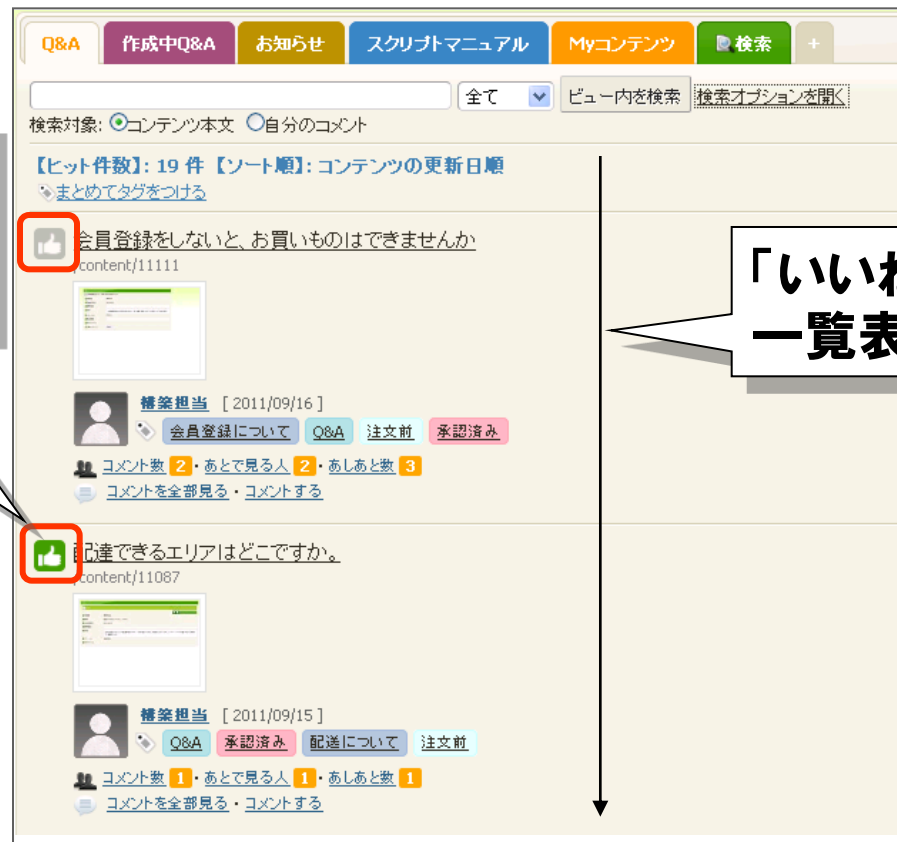 Q&A 作成中Q&A お知らせ スクリプトマニュアル Myコンテンツ 検索 +
全て ビュー内を検索 検索オプションを開く
検索対象: コンテンツ本文 自分のコメント
【ヒット件数】: 19 件 【ソート順】: コンテンツの更新日順
まとめてタグをつける
会員登録をしないと、お買いものはできませんか
/content/11111
「いいね
一覧表
構築担当 [ 2011/09/16 ]
会員登録について Q&A 注文前 承認済み
コメント数 2・あとで見る人 2・あしあと数 3
コメントを全部見る・コメントする
配達できるエリアはどこですか。
/content/11087
構築担当 [ 2011/09/15 ]
Q&A 承認済み 配送について 注文前
コメント数 1・あとで見る人 1・あしあと数 1
コメントを全部見る・コメントする